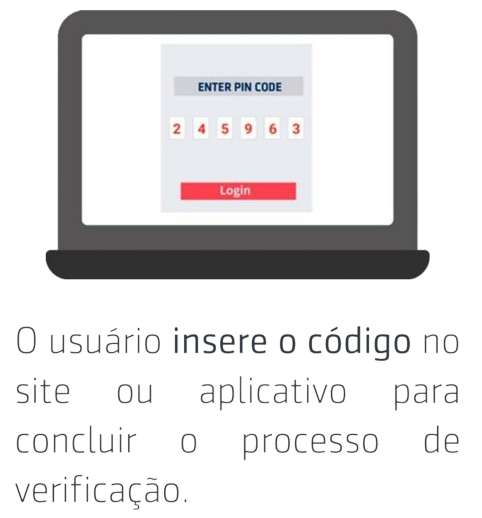 ENTER PIN CODE
2 4 5 9 6 3
Login
O usuário insere o código no
site ou aplicativo para
concluir o processo de
verificação.